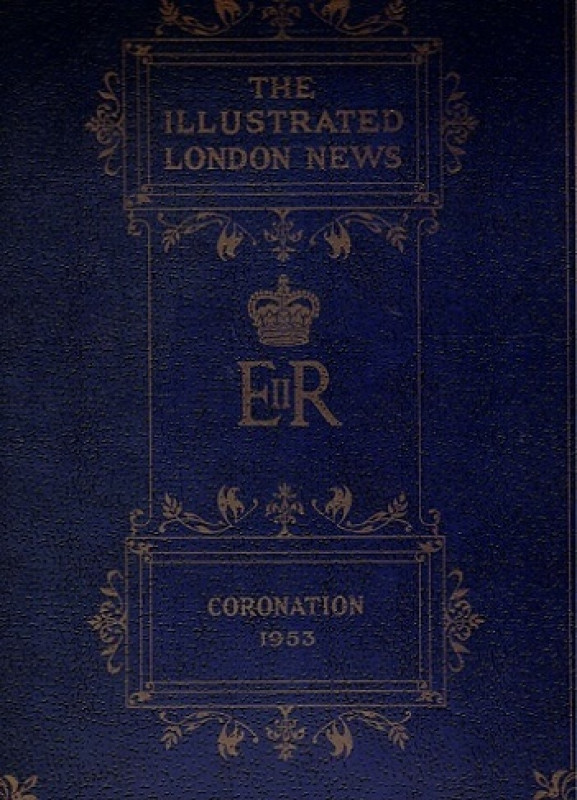 THE
ILLUSTRATED
LONDON NEWS
EIIR
CORONATION
1953